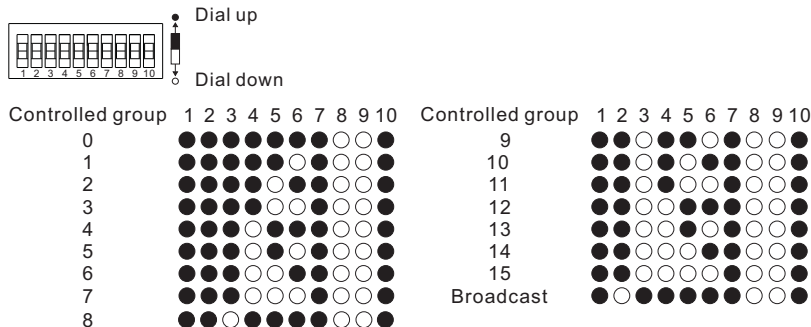 Dial up
1 2 3 4 5 6 7 8 9 10
Dial down
Controlled group 1 2 3 4 5 6 7 8 9 10
0
1
2
3
4
5
6
7
8
Controlled group 1 2 3 4 5 6 7 8 9 10
9
10
11
12
13
14
15
Broadcast